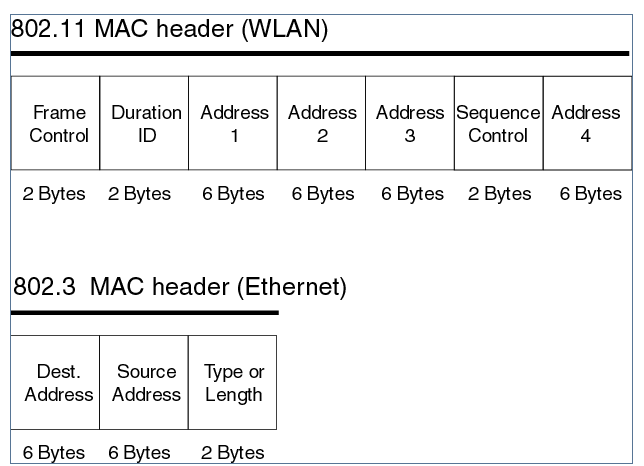 802.11 MAC header (WLAN)
Frame Control
Duration ID
Address 1
Address 2
Address 3
Sequence Control
Address 4
2 Bytes 2 Bytes 6 Bytes 6 Bytes 6 Bytes 2 Bytes 6 Bytes
802.3 MAC header (Ethernet)
Dest. Address
Source Address
Type or Length
6 Bytes 6 Bytes 2 Bytes